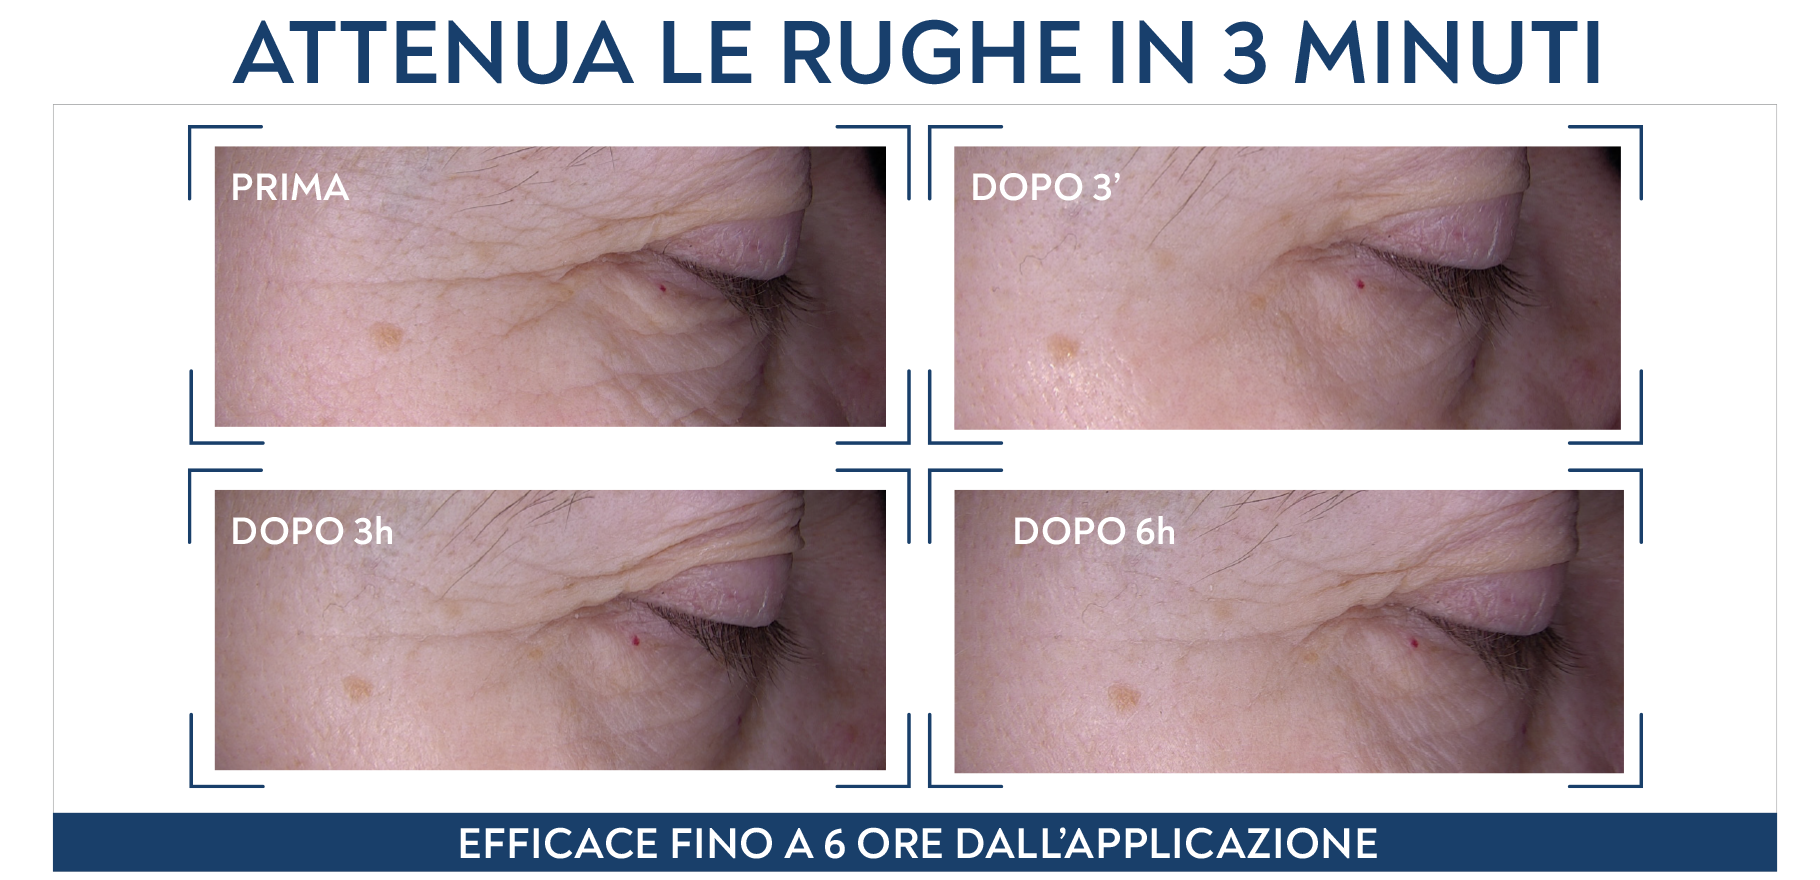 ATTENUA LE RUGHE IN 3 MINUTI
PRIMA
DOPO 3’
DOPO 3h
DOPO 6h
EFFICACE FINO A 6 ORE DALL’APPLICAZIONE